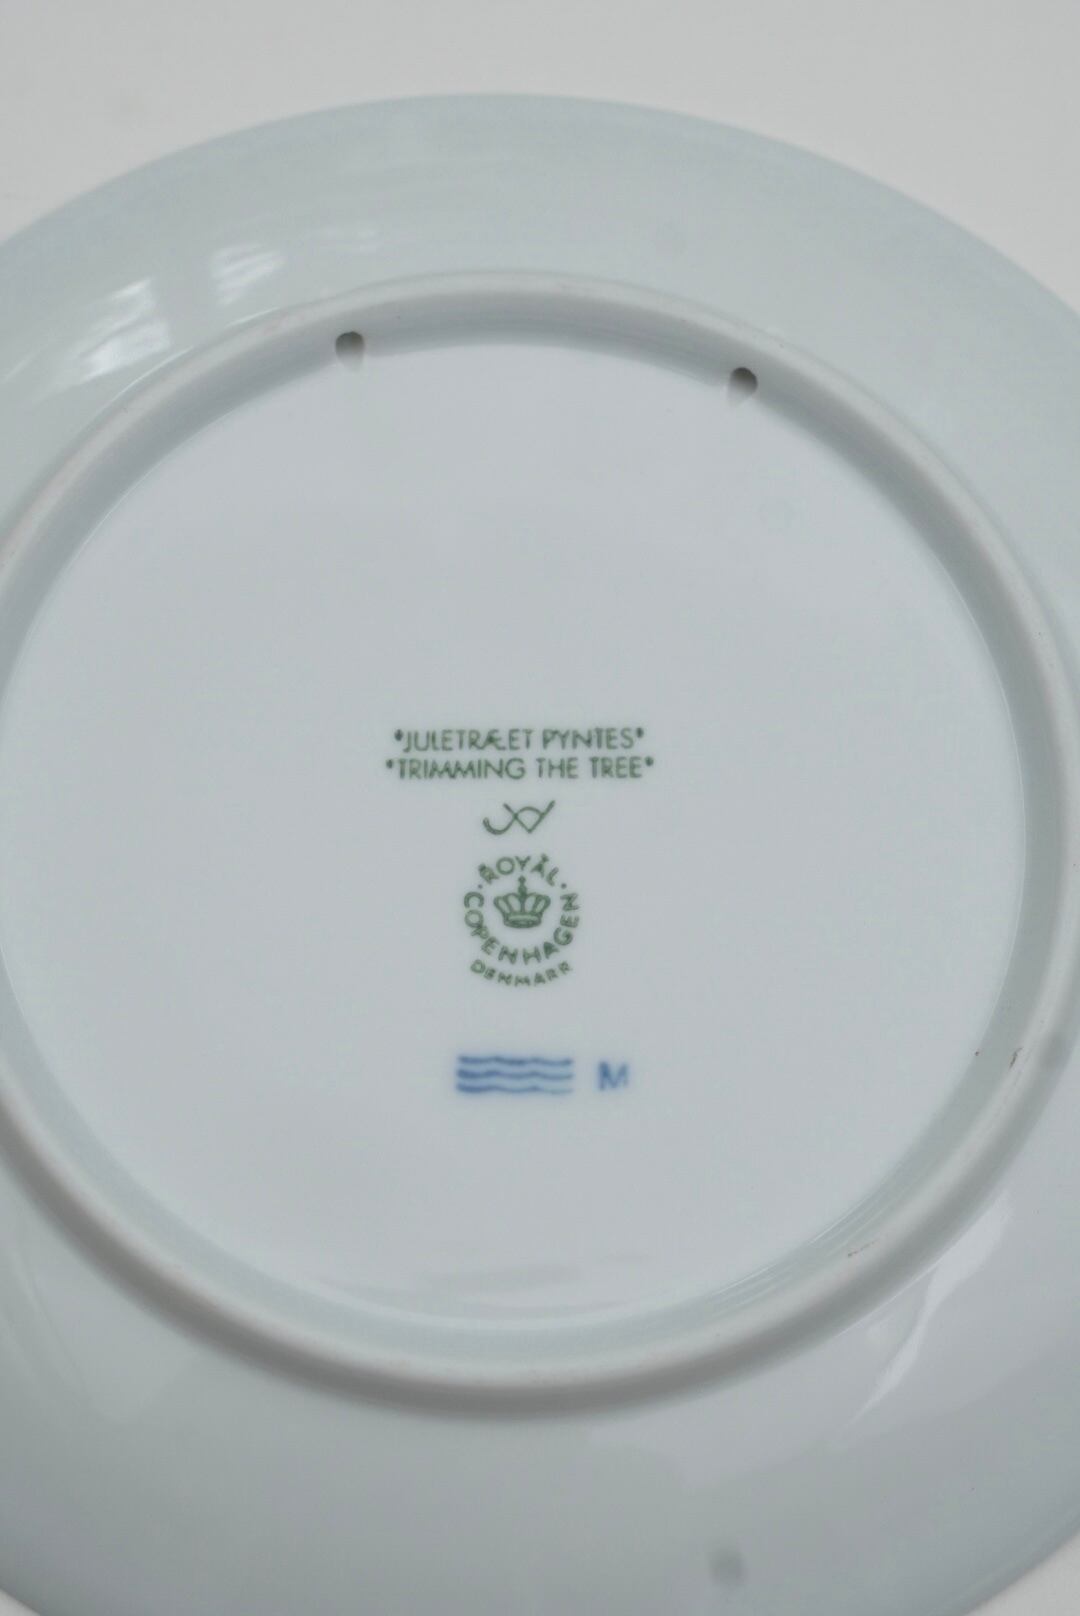 "JULETRÆET PYNTES"
"TRIMMING THE TREE"
ROYAL
COPENHAGEN
DENMARK
M